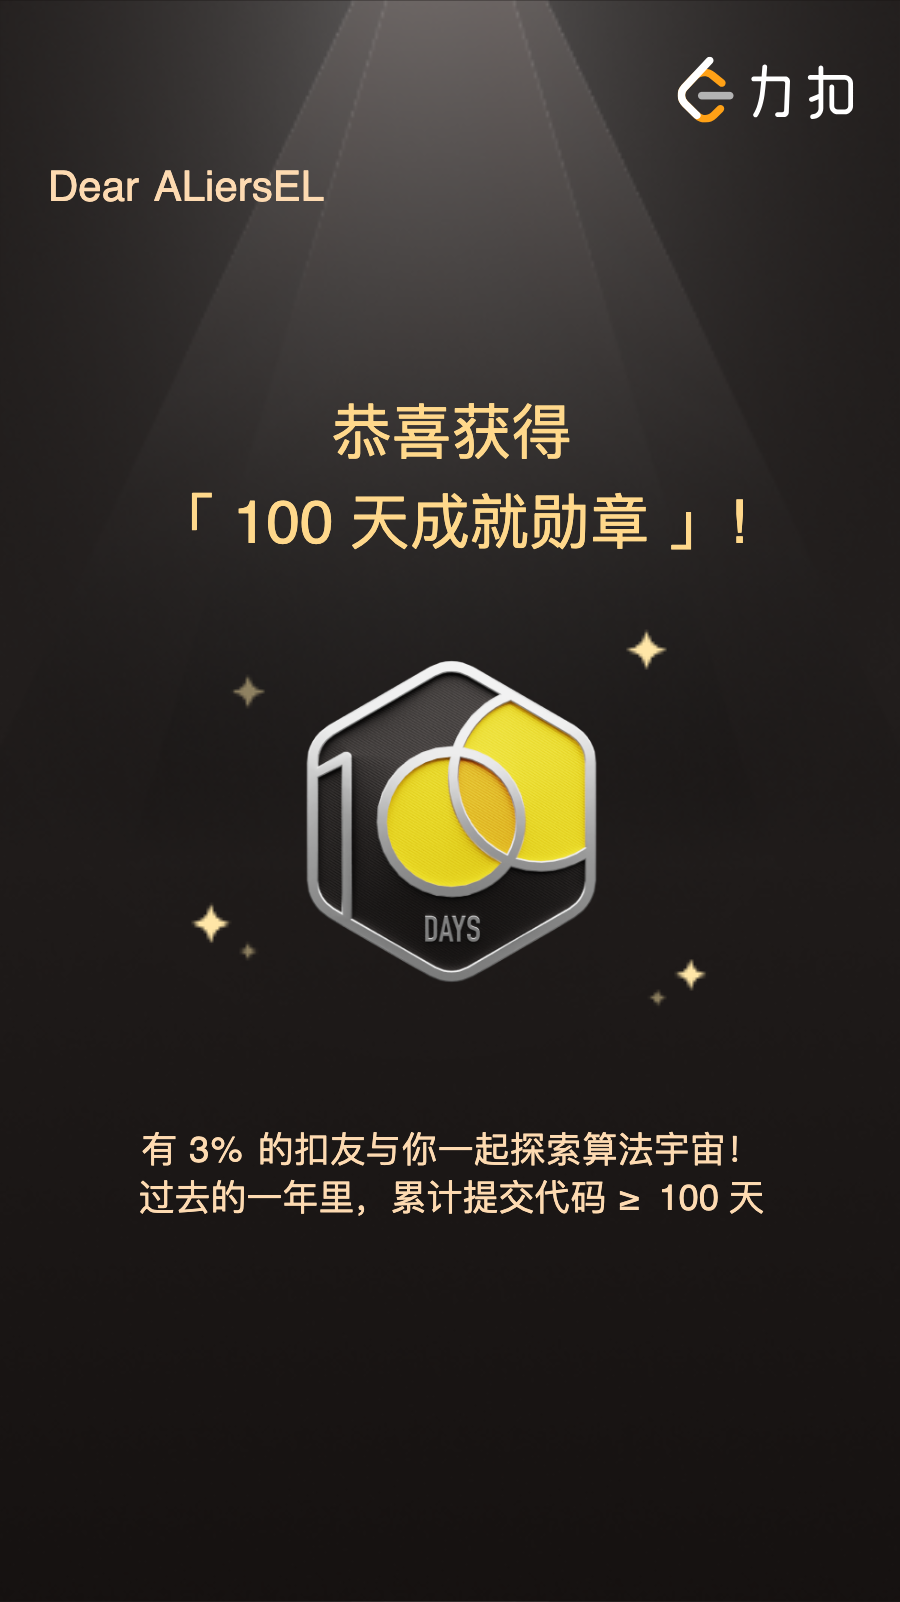 力扣
Dear ALiersEL
恭喜获得
「 100 天成就勋章 」!
100
DAYS
有 3% 的扣友与你一起探索算法宇宙!
过去的一年里，累计提交代码 ≥ 100 天